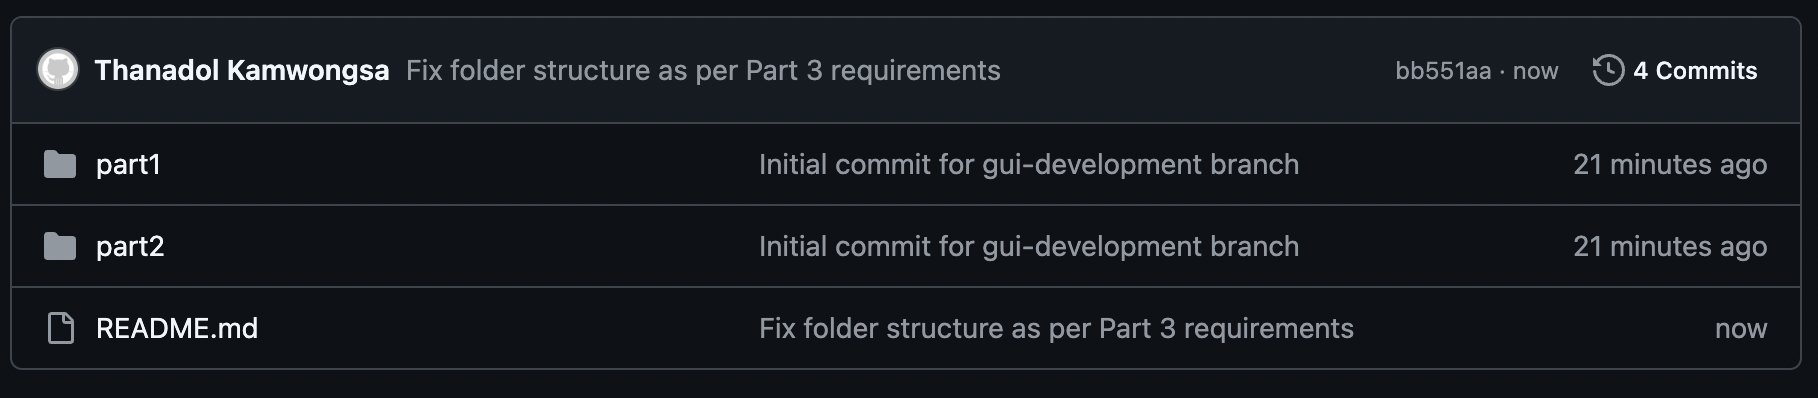 Thanadol Kamwongsa Fix folder structure as per Part 3 requirements bb551aa · now 4 Commits
part1 Initial commit for gui-development branch 21 minutes ago
part2 Initial commit for gui-development branch 21 minutes ago
README.md Fix folder structure as per Part 3 requirements now